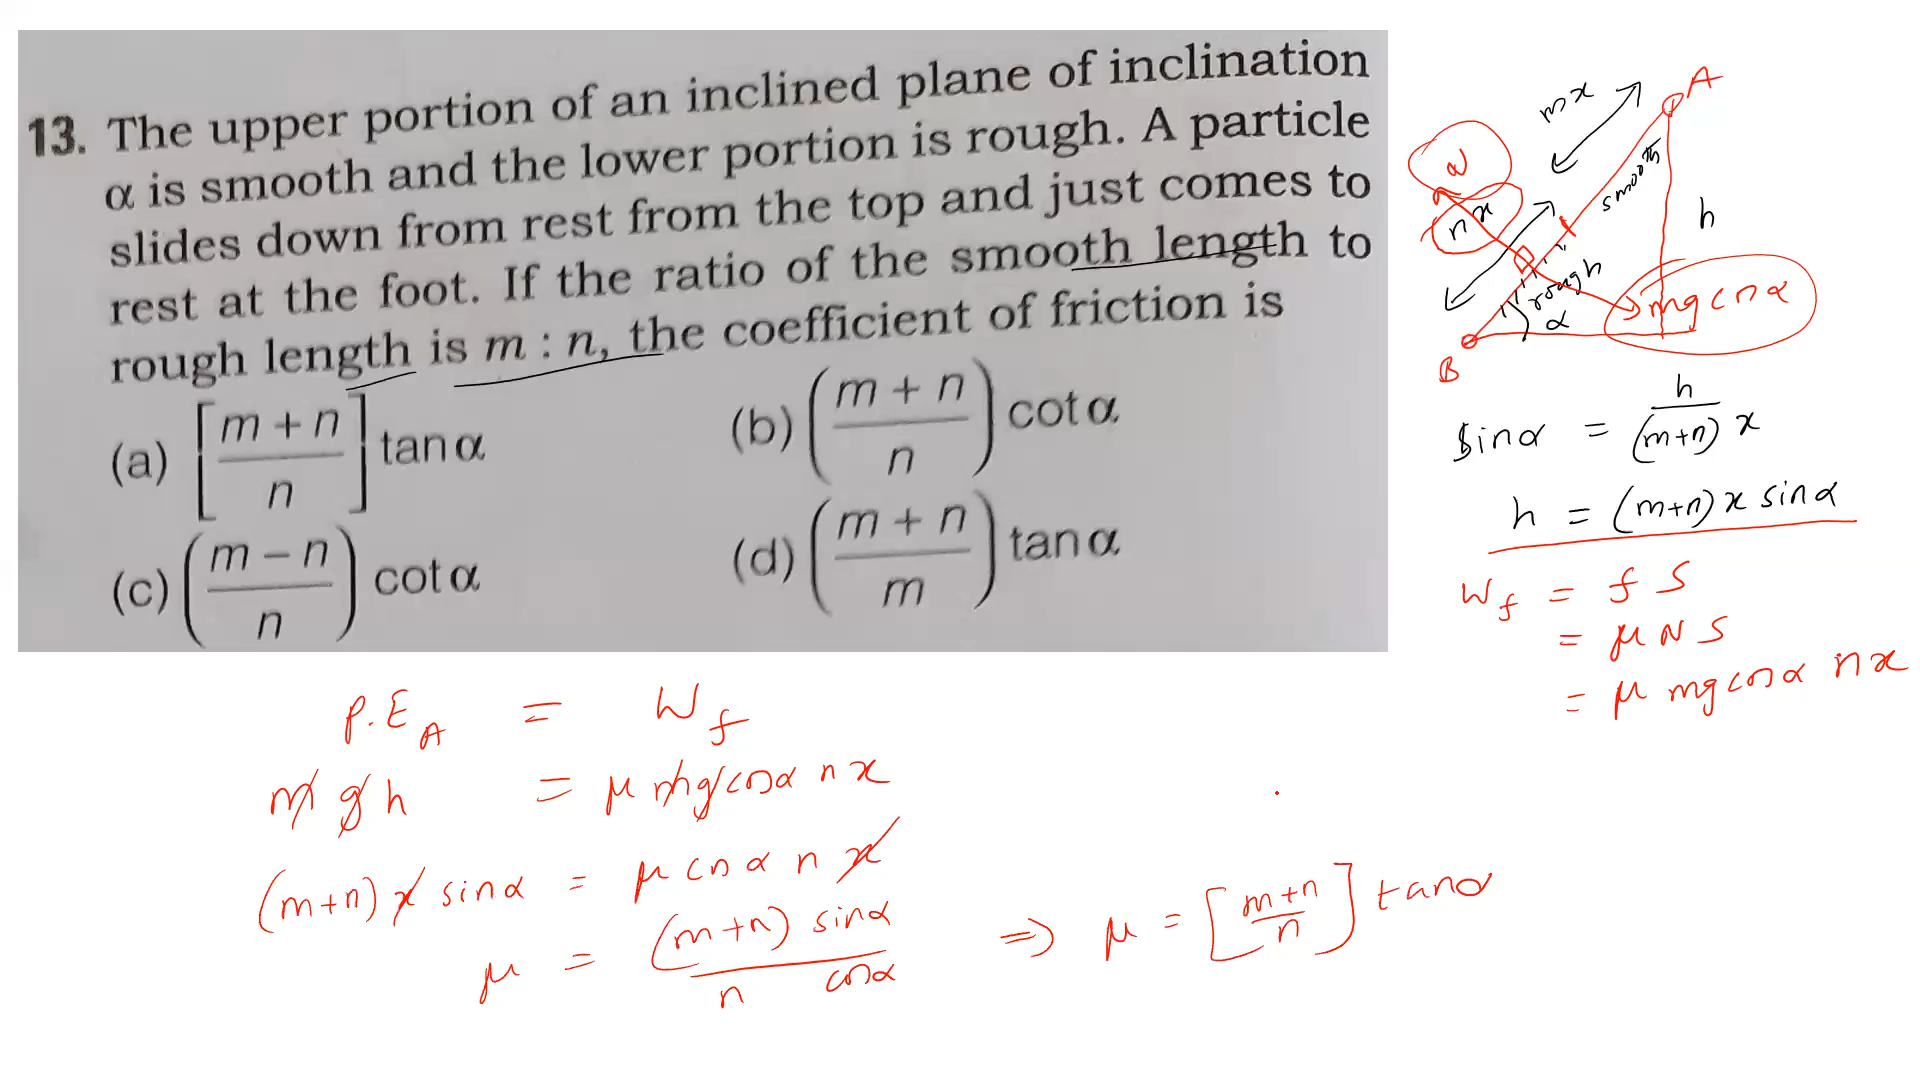 13. The upper portion of an inclined plane of inclination
α is smooth and the lower portion is rough. A particle
slides down from rest from the top and just comes to
rest at the foot. If the ratio of the smooth length to
rough length is m : n, the coefficient of friction is
(a) [m + n / n] tan α
(b) (m + n / n) cot α
(c) (m − n / n) cot α
(d) (m + n / m) tan α
A
mx
smooth
N
nx
h
rough
α
mg cos α
B
sin α = h / (m+n) x
h = (m+n) x sin α
W_f = f S
= μ N S
= μ mg cos α nx
P.E_A = W_f
m g h = μ mg cos α n x
(m+n) x sin α = μ cos α n x
μ = (m+n) sin α / n cos α ⇒ μ = [m+n / n] tan α